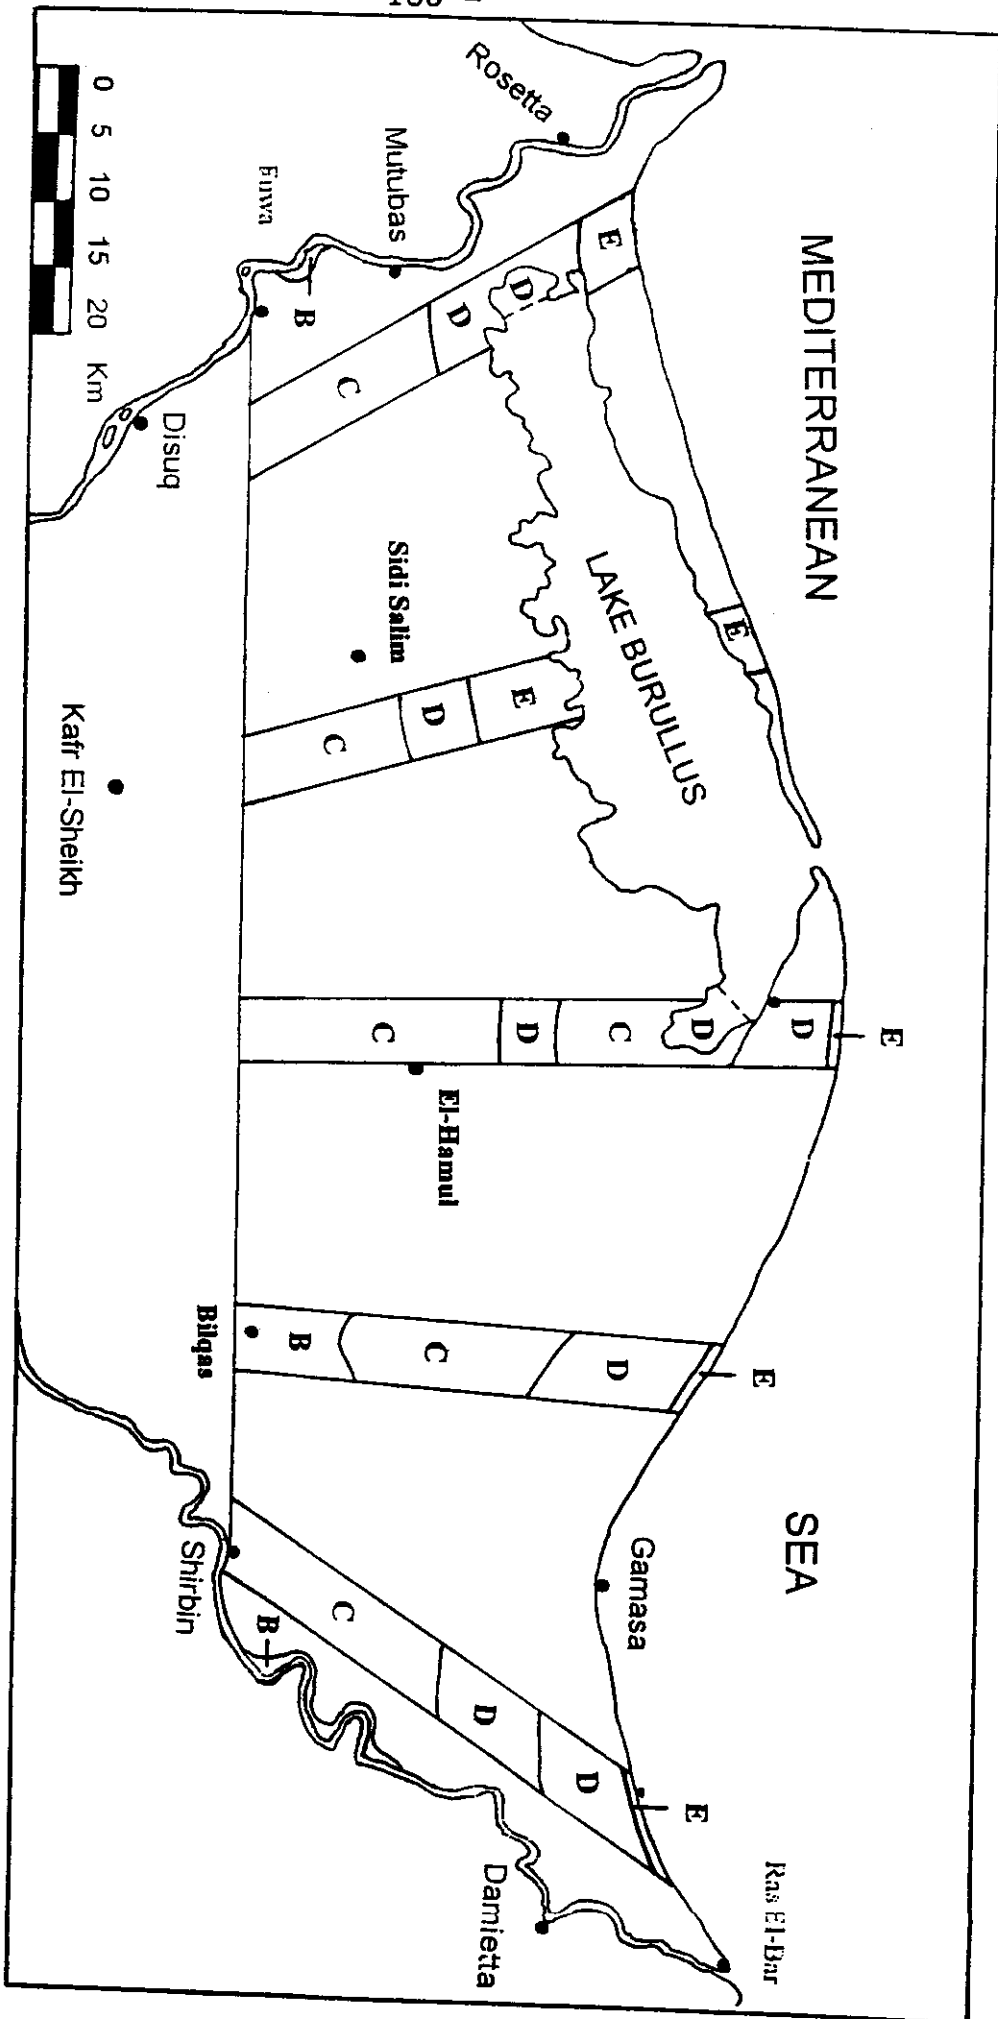 Rosetta
Mutubas
Fuwa
Disuq
0 5 10 15 20 Km
MEDITERRANEAN
SEA
LAKE BURULLUS
Sidi Salim
Kafr El-Sheikh
El-Hamul
Bilqas
Shirbin
Gamasa
Damietta
Ras El-Bar
B
E
D
D
C
E
E
D
C
E
D
D
C
D
C
E
D
C
B
E
D
D
C
B